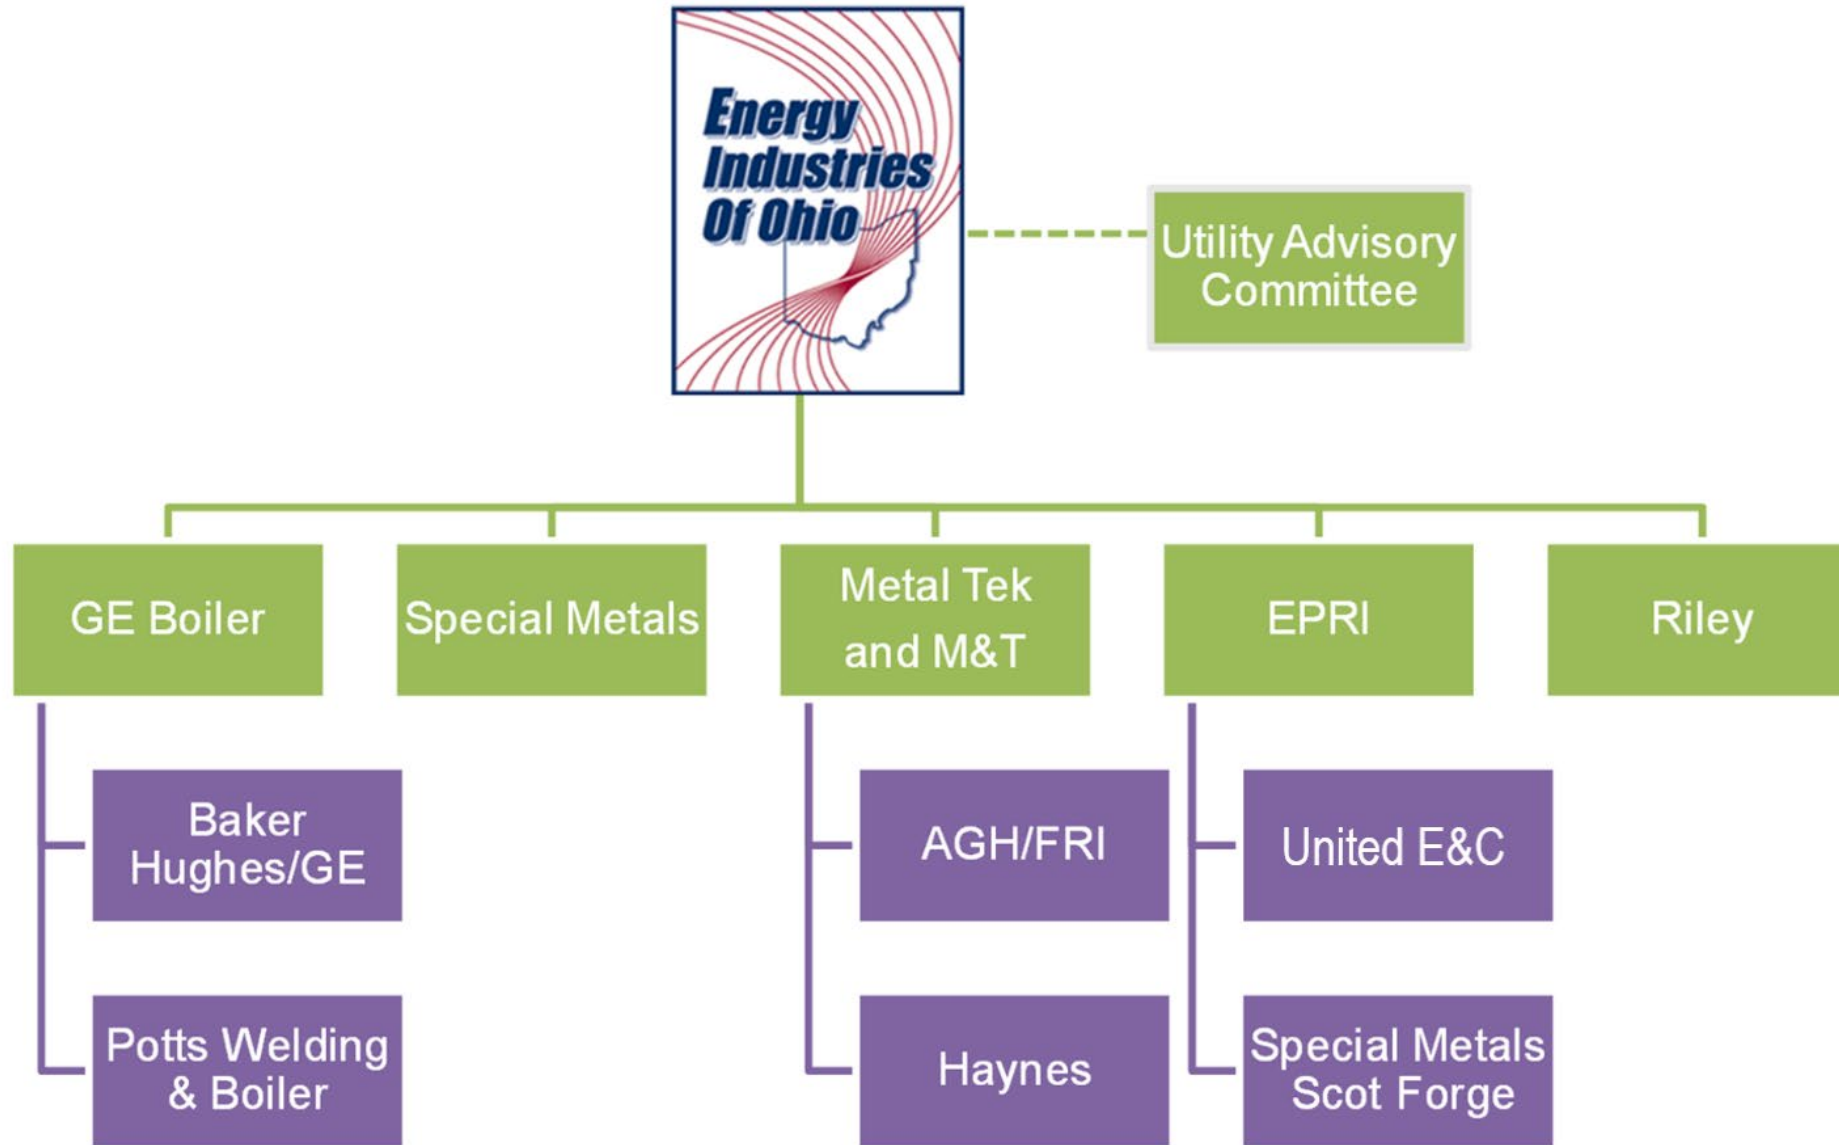 Energy
Industries
Of Ohio
Utility Advisory
Committee
GE Boiler
Special Metals
Metal Tek
and M&T
EPRI
Riley
Baker
Hughes/GE
AGH/FRI
United E&C
Potts Welding
& Boiler
Haynes
Special Metals
Scot Forge